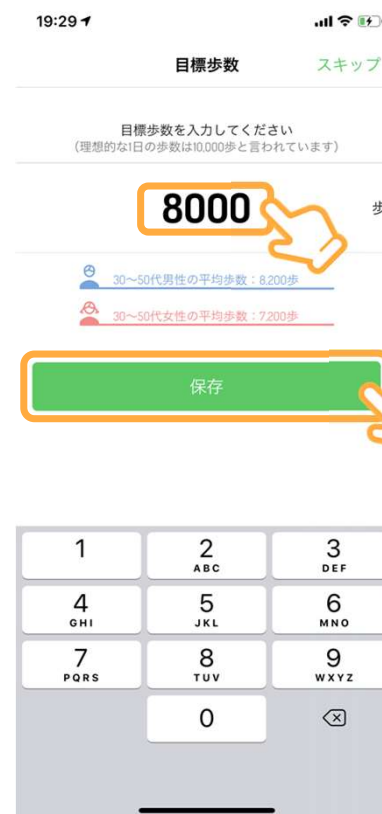 19:29
目標歩数 スキップ
目標歩数を入力してください
(理想的な1日の歩数は10,000歩と言われています)
8000 歩
30〜50代男性の平均歩数：8,200歩
30〜50代女性の平均歩数：7,200歩
保存
1 2 3
ABC DEF
4 5 6
GHI JKL MNO
7 8 9
PQRS TUV WXYZ
0